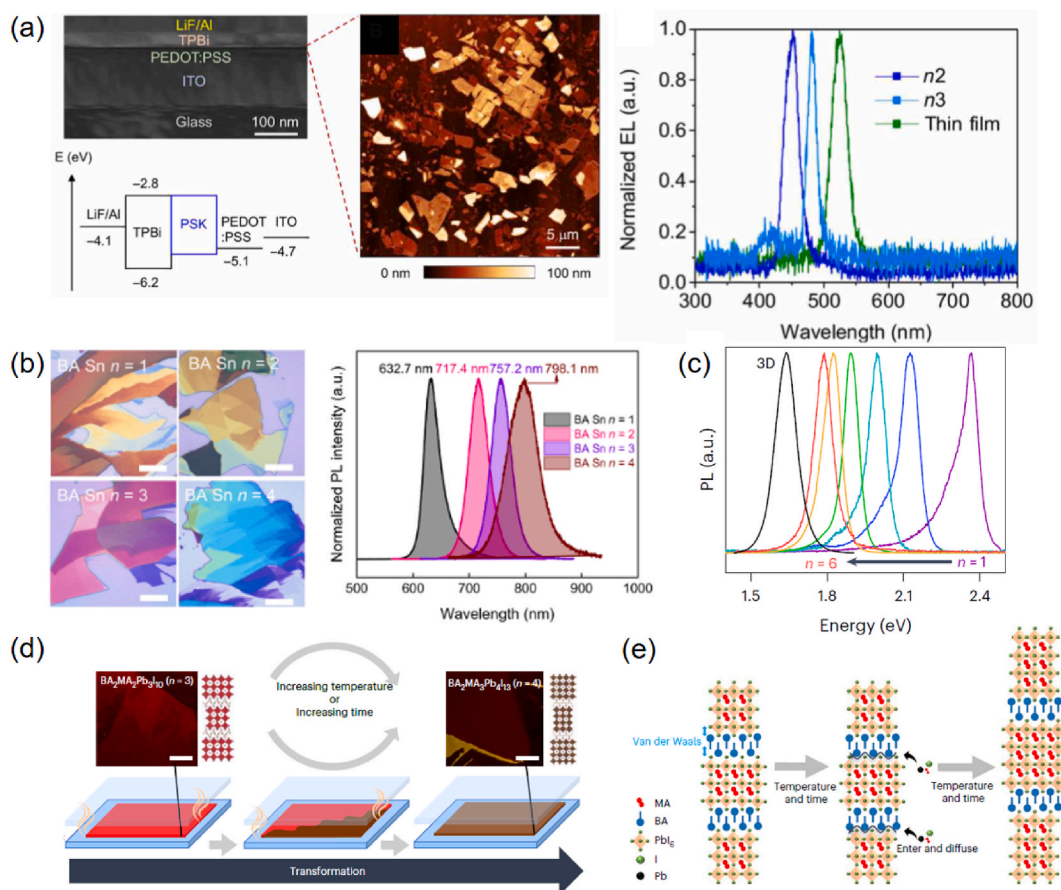 (a)
LiF/Al
TPBi
PEDOT:PSS
ITO
Glass
100 nm
E (eV)
−2.8
LiF/Al
−4.1
TPBi
PSK
PEDOT
:PSS
−5.1
ITO
−4.7
−6.2
B
5 μm
0 nm
100 nm
Normalized EL (a.u.)
1.0
0.8
0.6
0.4
0.2
0.0
n2
n3
Thin film
300 400 500 600 700 800
Wavelength (nm)
(b)
BA Sn n = 1
BA Sn n = 2
BA Sn n = 3
BA Sn n = 4
Normalized PL intensity (a.u.)
632.7 nm 717.4 nm 757.2 nm 798.1 nm
BA Sn n = 1
BA Sn n = 2
BA Sn n = 3
BA Sn n = 4
500 600 700 800 900 1000
Wavelength (nm)
(c)
3D
PL (a.u.)
n = 6
n = 1
1.5 1.8 2.1 2.4
Energy (eV)
(d)
BA₂MA₂Pb₃I₁₀ (n = 3)
Increasing temperature
or
Increasing time
BA₂MA₃Pb₄I₁₃ (n = 4)
Transformation
(e)
Van der Waals
Temperature
and time
Temperature
and time
Enter and diffuse
MA
BA
PbI₆
I
Pb